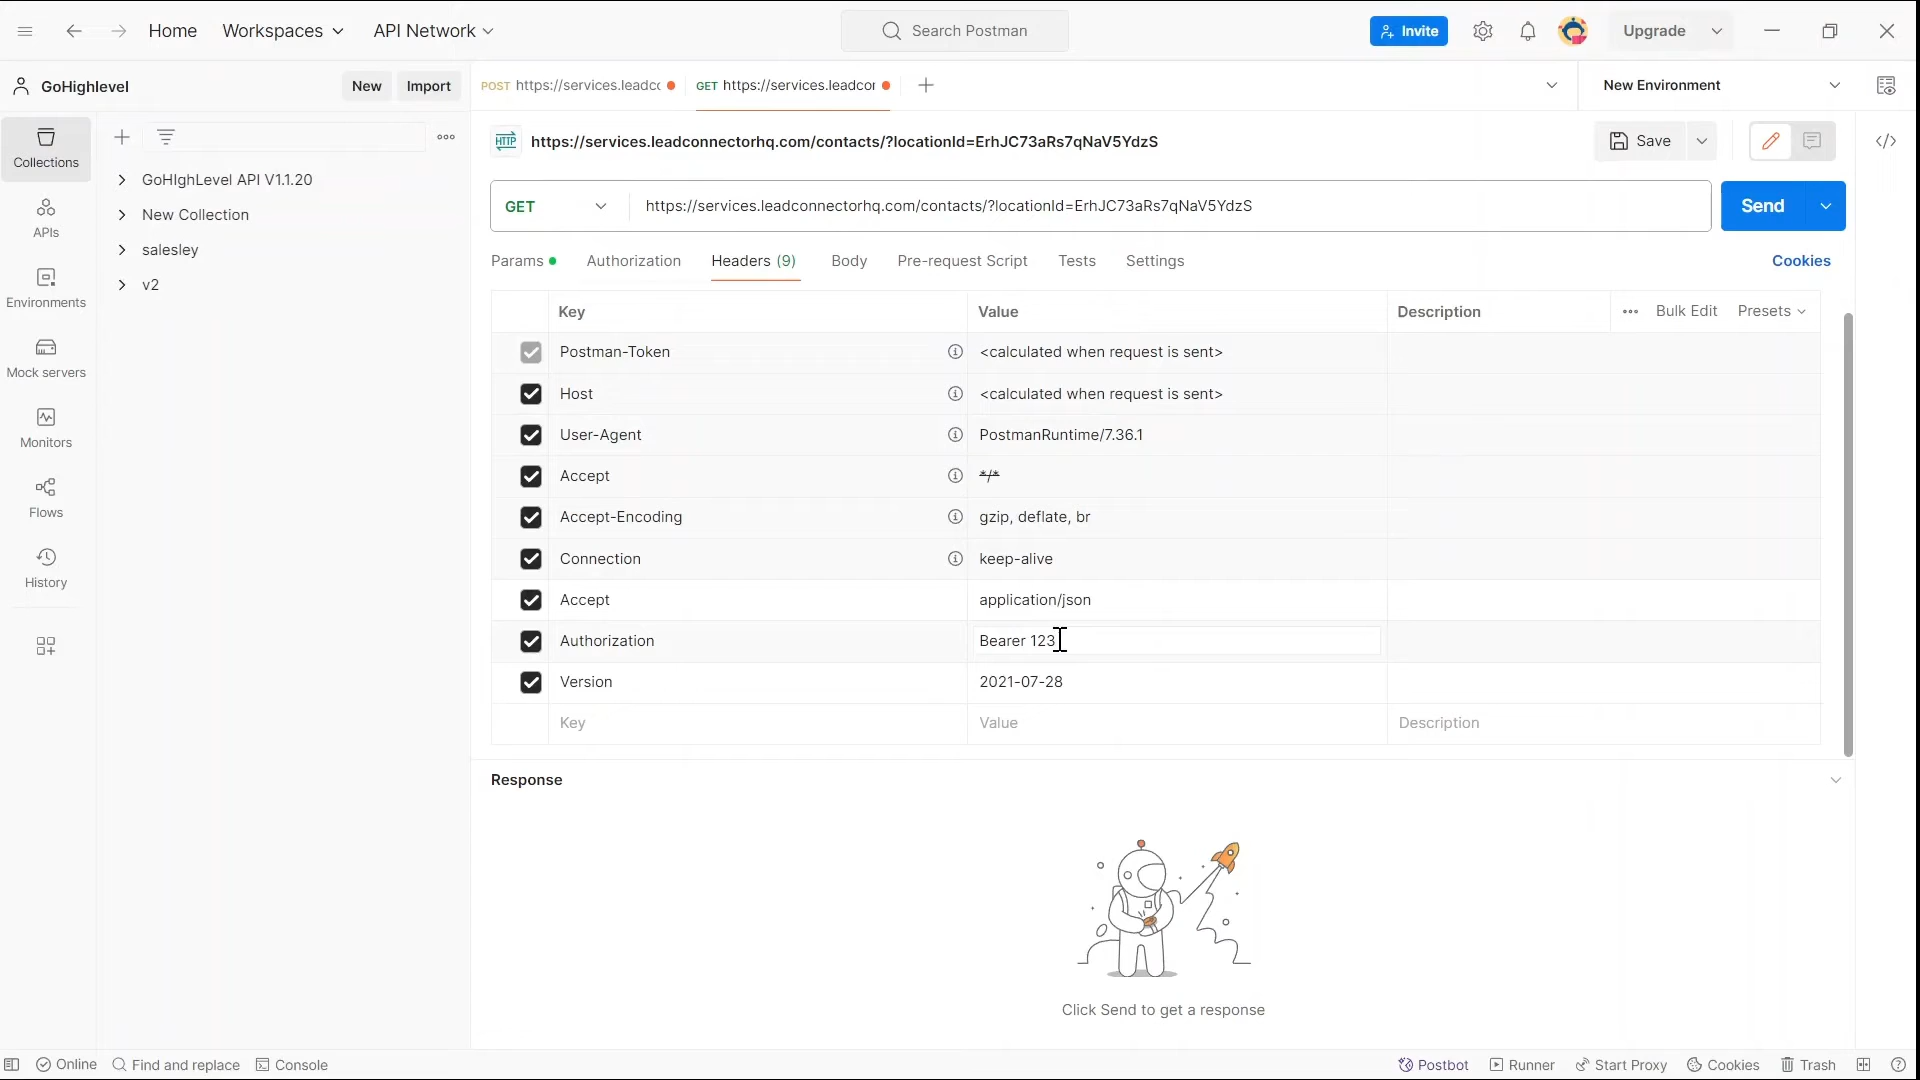 Home
Workspaces
API Network
Search Postman
Invite
Upgrade
GoHighlevel
New
Import
POST https://services.leadcc
GET https://services.leadcor
New Environment
Collections
GoHIghLevel API V1.1.20
New Collection
salesley
v2
APIs
Environments
Mock servers
Monitors
Flows
History
HTTP
https://services.leadconnectorhq.com/contacts/?locationId=ErhJC73aRs7qNaV5YdzS
Save
GET
https://services.leadconnectorhq.com/contacts/?locationId=ErhJC73aRs7qNaV5YdzS
Send
Params
Authorization
Headers (9)
Body
Pre-request Script
Tests
Settings
Cookies
Key Value Description Bulk Edit Presets
Postman-Token <calculated when request is sent>
Host <calculated when request is sent>
User-Agent PostmanRuntime/7.36.1
Accept */*
Accept-Encoding gzip, deflate, br
Connection keep-alive
Accept application/json
Authorization Bearer 123
Version 2021-07-28
Key Value Description
Response
Click Send to get a response
Online
Find and replace
Console
Postbot
Runner
Start Proxy
Cookies
Trash